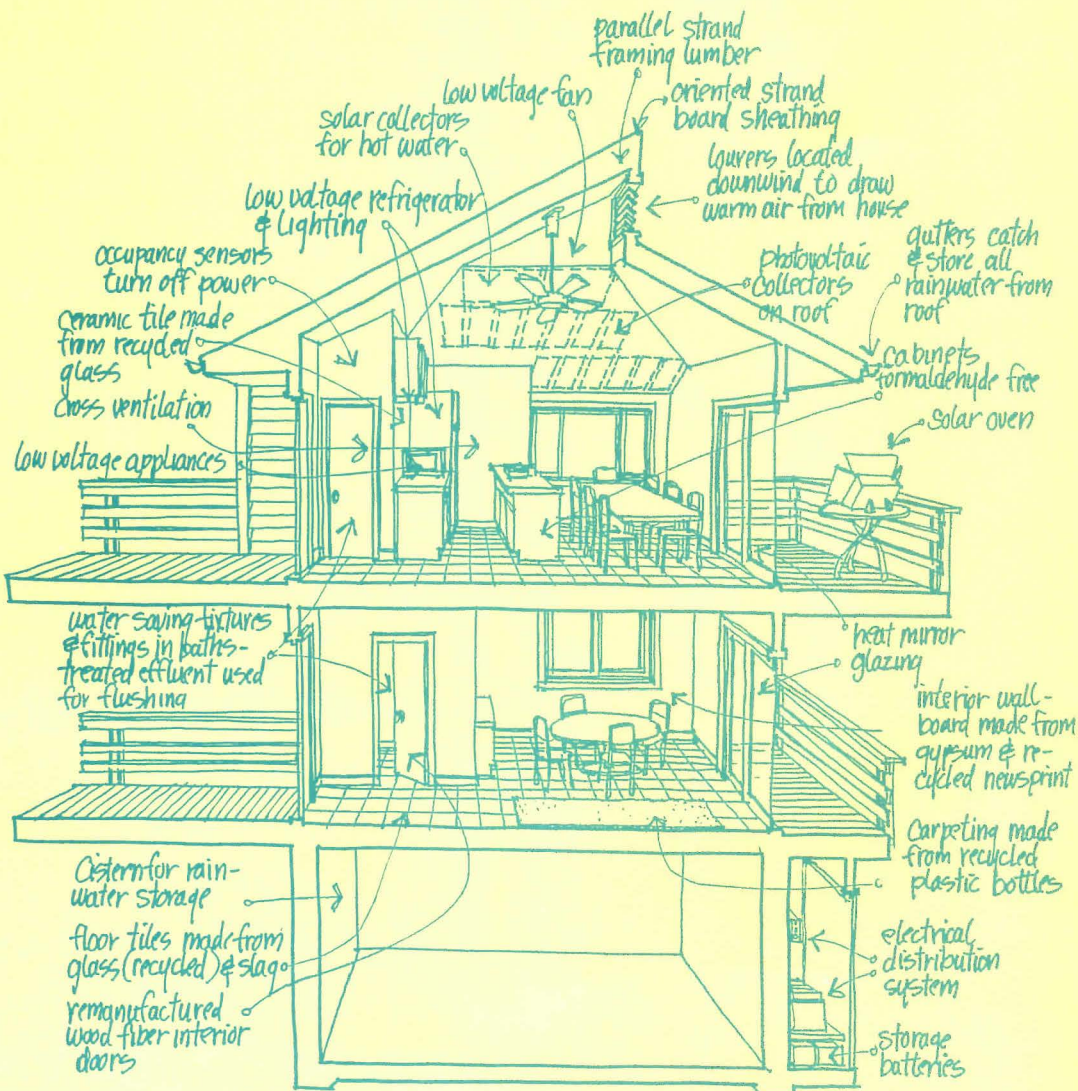 parallel strand
framing lumber
low voltage fan
oriented strand
board sheathing
solar collectors
for hot water
louvers located
downwind to draw
warm air from house
low voltage refrigerator
& lighting
gutters catch
& store all
rainwater from
roof
occupancy sensors
turn off power
photovoltaic
collectors
on roof
ceramic tile made
from recycled
glass
cabinets
formaldehyde free
cross ventilation
solar oven
low voltage appliances
water saving fixtures
& fittings in baths-
treated effluent used
for flushing
heat mirror
glazing
interior wall-
board made from
gypsum & re-
cycled newsprint
carpeting made
from recycled
plastic bottles
Cistern for rain-
water storage
floor tiles made from
glass (recycled) & slag
electrical
distribution
system
remanufactured
wood fiber interior
doors
storage
batteries